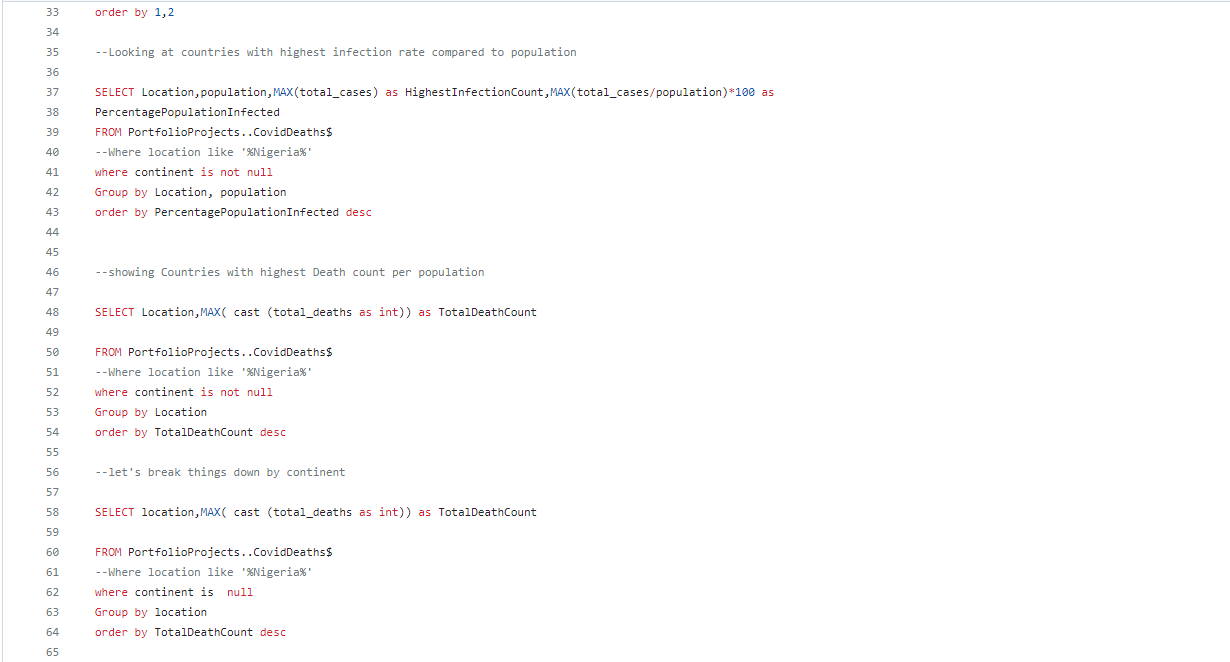 33 order by 1,2
34
35 --Looking at countries with highest infection rate compared to population
36
37 SELECT Location,population,MAX(total_cases) as HighestInfectionCount,MAX(total_cases/population)*100 as
38 PercentagePopulationInfected
39 FROM PortfolioProjects..CovidDeaths$
40 --Where location like '%Nigeria%'
41 where continent is not null
42 Group by Location, population
43 order by PercentagePopulationInfected desc
44
45
46 --showing Countries with highest Death count per population
47
48 SELECT Location,MAX( cast (total_deaths as int)) as TotalDeathCount
49
50 FROM PortfolioProjects..CovidDeaths$
51 --Where location like '%Nigeria%'
52 where continent is not null
53 Group by Location
54 order by TotalDeathCount desc
55
56 --let's break things down by continent
57
58 SELECT location,MAX( cast (total_deaths as int)) as TotalDeathCount
59
60 FROM PortfolioProjects..CovidDeaths$
61 --Where location like '%Nigeria%'
62 where continent is  null
63 Group by location
64 order by TotalDeathCount desc
65